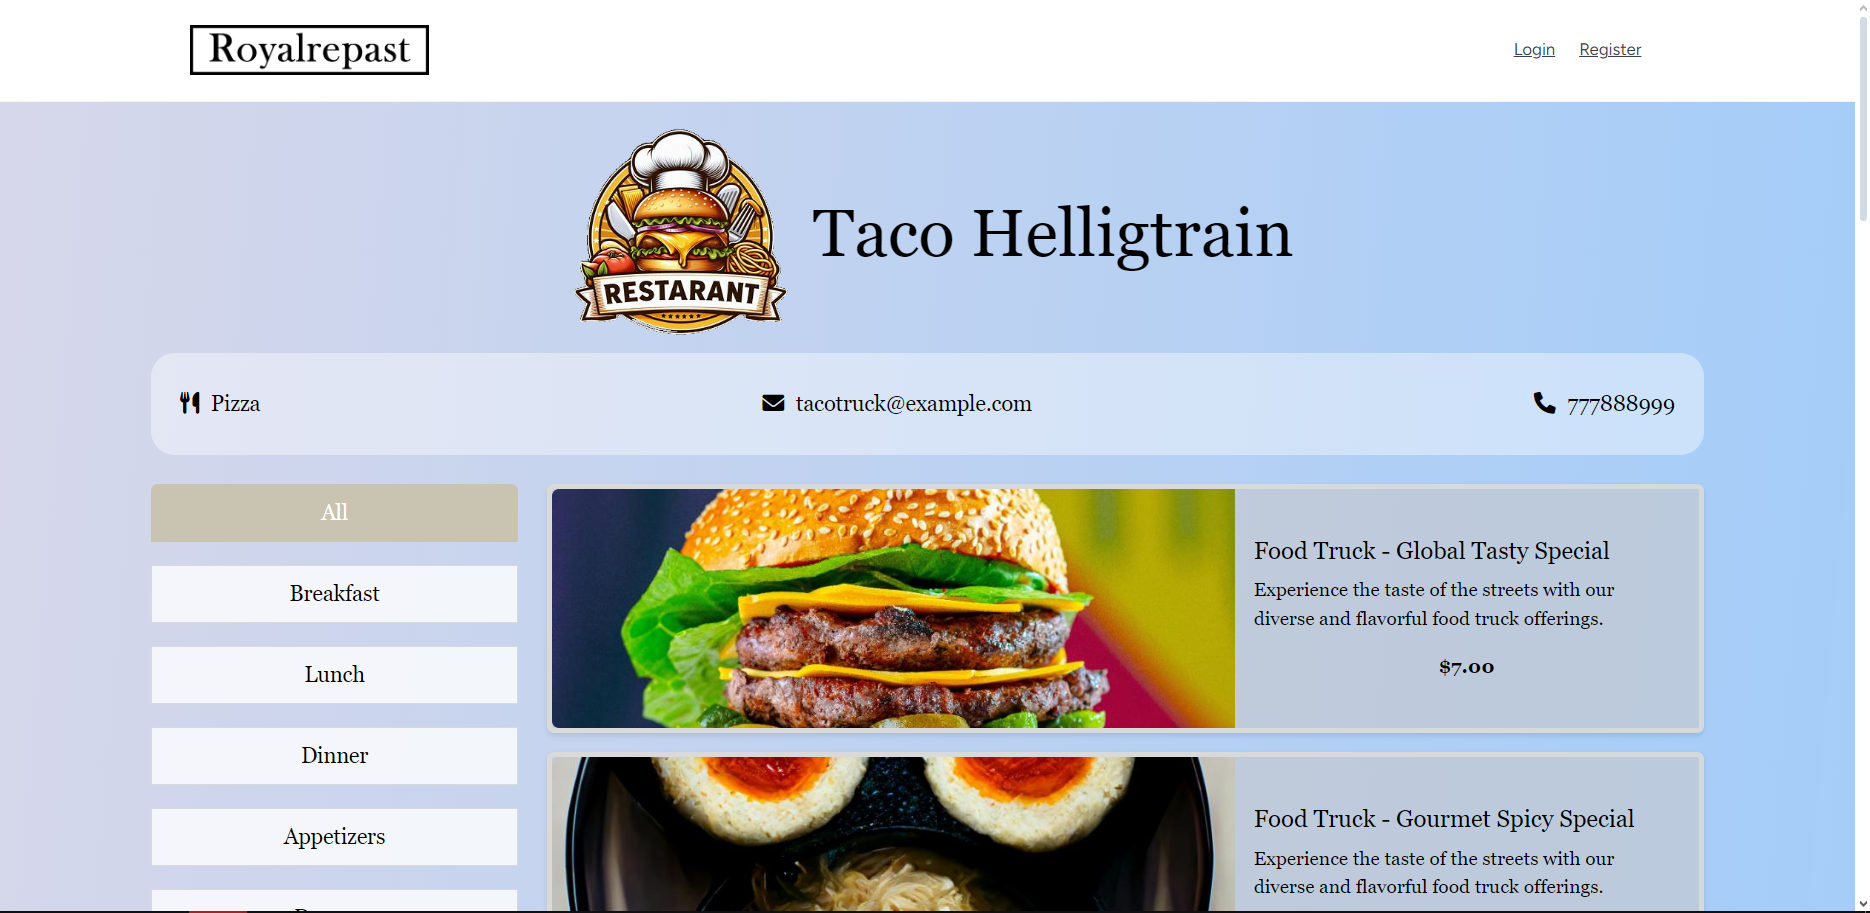 Royalrepast
Login
Register
RESTARANT
Taco Helligtrain
Pizza
tacotruck@example.com
777888999
All
Breakfast
Lunch
Dinner
Appetizers
Food Truck - Global Tasty Special
Experience the taste of the streets with our
diverse and flavorful food truck offerings.
$7.00
Food Truck - Gourmet Spicy Special
Experience the taste of the streets with our
diverse and flavorful food truck offerings.